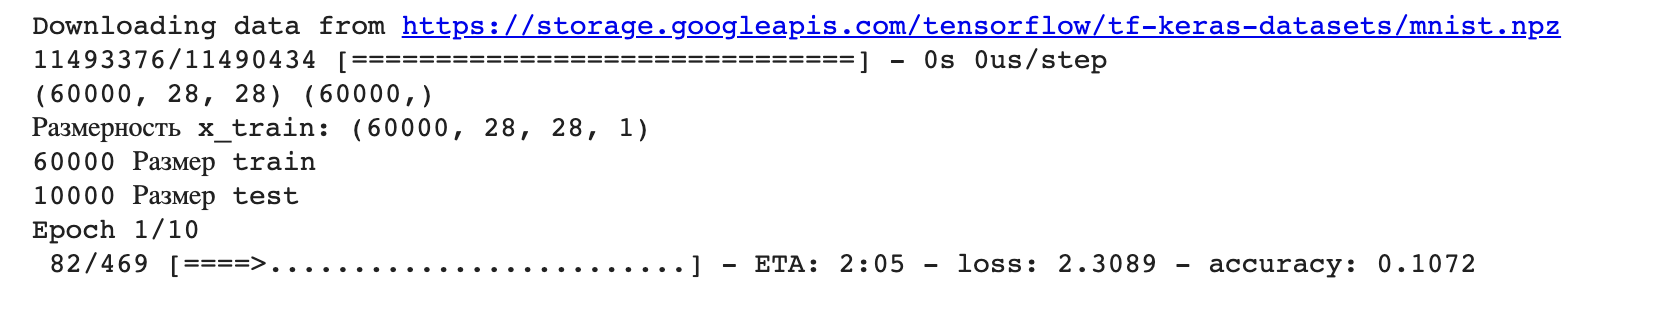 Downloading data from https://storage.googleapis.com/tensorflow/tf-keras-datasets/mnist.npz
11493376/11490434 [==============================] - 0s 0us/step
(60000, 28, 28) (60000,)
Размерность x_train: (60000, 28, 28, 1)
60000 Размер train
10000 Размер test
Epoch 1/10
82/469 [====>.........................] - ETA: 2:05 - loss: 2.3089 - accuracy: 0.1072